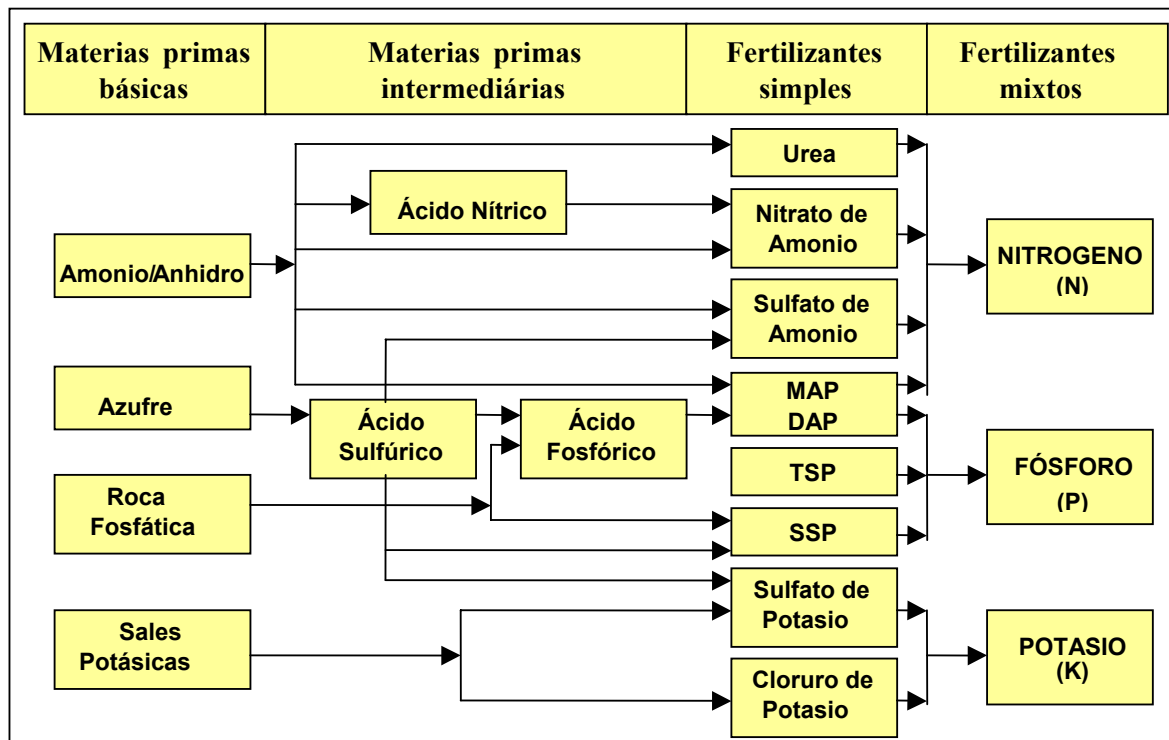 Materias primas
básicas
Materias primas
intermediárias
Fertilizantes
simples
Fertilizantes
mixtos
Urea
Ácido Nítrico
Nitrato de
Amonio
Amonio/Anhidro
NITROGENO
(N)
Sulfato de
Amonio
Azufre
Ácido
Sulfúrico
Ácido
Fosfórico
MAP
DAP
TSP
FÓSFORO
(P)
Roca
Fosfática
SSP
Sulfato de
Potasio
Sales
Potásicas
POTASIO
(K)
Cloruro de
Potasio